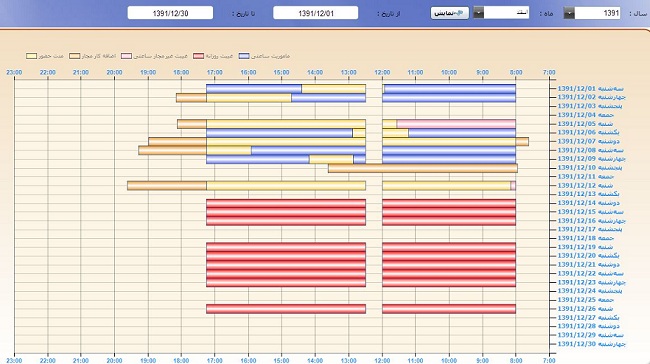 سال : 1391 ماه : اسفند نمایش از تاریخ : 1391/12/01 تا تاریخ : 1391/12/30
ماموریت ساعتی غیبت روزانه غیبت غیر مجاز ساعتی اضافه کار مجاز مدت حضور
23:00 22:00 21:00 20:00 19:00 18:00 17:00 16:00 15:00 14:00 13:00 12:00 11:00 10:00 9:00 8:00 7:00
سه‌شنبه 1391/12/01
چهارشنبه 1391/12/02
پنجشنبه 1391/12/03
جمعه 1391/12/04
شنبه 1391/12/05
یکشنبه 1391/12/06
دوشنبه 1391/12/07
سه‌شنبه 1391/12/08
چهارشنبه 1391/12/09
پنجشنبه 1391/12/10
جمعه 1391/12/11
شنبه 1391/12/12
یکشنبه 1391/12/13
دوشنبه 1391/12/14
سه‌شنبه 1391/12/15
چهارشنبه 1391/12/16
پنجشنبه 1391/12/17
جمعه 1391/12/18
شنبه 1391/12/19
یکشنبه 1391/12/20
دوشنبه 1391/12/21
سه‌شنبه 1391/12/22
چهارشنبه 1391/12/23
پنجشنبه 1391/12/24
جمعه 1391/12/25
شنبه 1391/12/26
یکشنبه 1391/12/27
دوشنبه 1391/12/28
سه‌شنبه 1391/12/29
چهارشنبه 1391/12/30
23:00 22:00 21:00 20:00 19:00 18:00 17:00 16:00 15:00 14:00 13:00 12:00 11:00 10:00 9:00 8:00 7:00